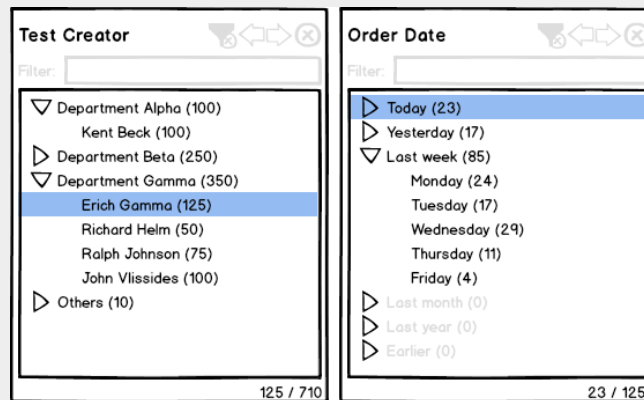 Test Creator
Filter:
Department Alpha (100)
Kent Beck (100)
Department Beta (250)
Department Gamma (350)
Erich Gamma (125)
Richard Helm (50)
Ralph Johnson (75)
John Vlissides (100)
Others (10)
125 / 710
Order Date
Filter:
Today (23)
Yesterday (17)
Last week (85)
Monday (24)
Tuesday (17)
Wednesday (29)
Thursday (11)
Friday (4)
Last month (0)
Last year (0)
Earlier (0)
23 / 125